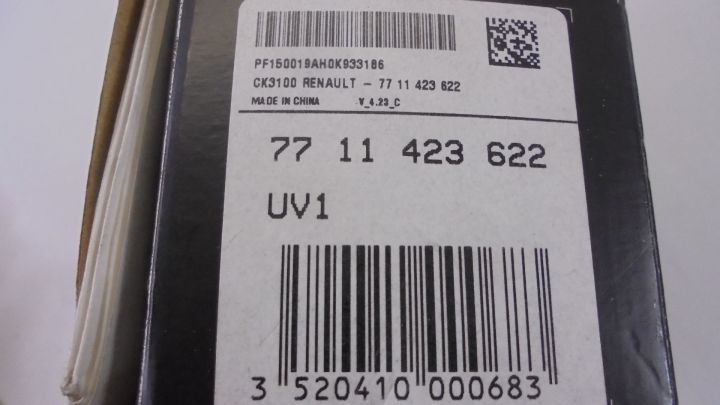 PF150019AH0K933186
CK3100 RENAULT - 77 11 423 622
MADE IN CHINA V_4.23_C
77 11 423 622
UV1
3 520410 000683